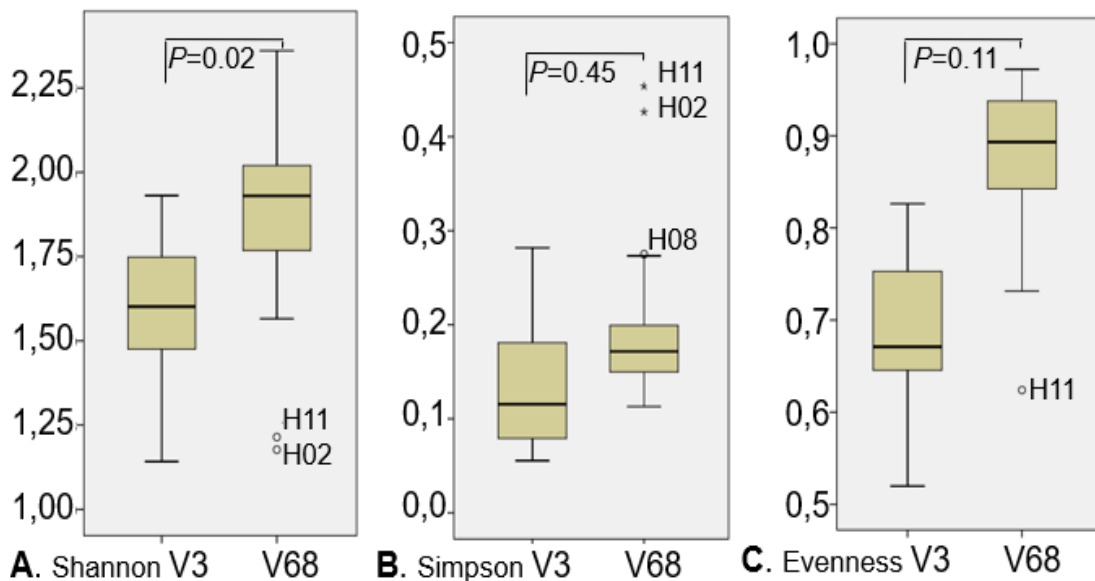 P=0.02
2,25
2,00
1,75
1,50
1,25
1,00
H11
H02
A. Shannon V3 V68
P=0.45
0,5
0,4
0,3
0,2
0,1
0,0
H11
H02
H08
B. Simpson V3 V68
P=0.11
1,0
0,9
0,8
0,7
0,6
0,5
H11
C. Evenness V3 V68